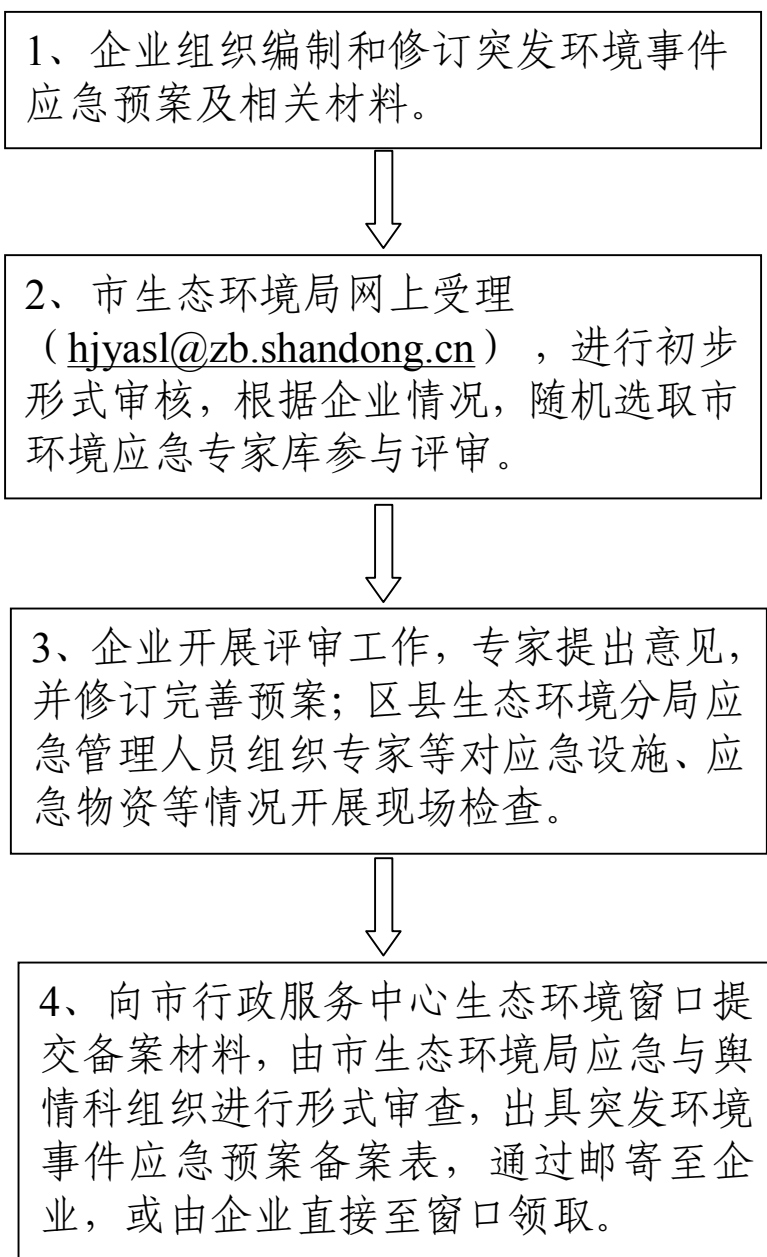 1、企业组织编制和修订突发环境事件
应急预案及相关材料。
2、市生态环境局网上受理
（hjyasl@zb.shandong.cn），进行初步
形式审核，根据企业情况，随机选取市
环境应急专家库参与评审。
3、企业开展评审工作，专家提出意见，
并修订完善预案；区县生态环境分局应
急管理人员组织专家等对应急设施、应
急物资等情况开展现场检查。
4、向市行政服务中心生态环境窗口提
交备案材料，由市生态环境局应急与舆
情科组织进行形式审查，出具突发环境
事件应急预案备案表，通过邮寄至企
业，或由企业直接至窗口领取。